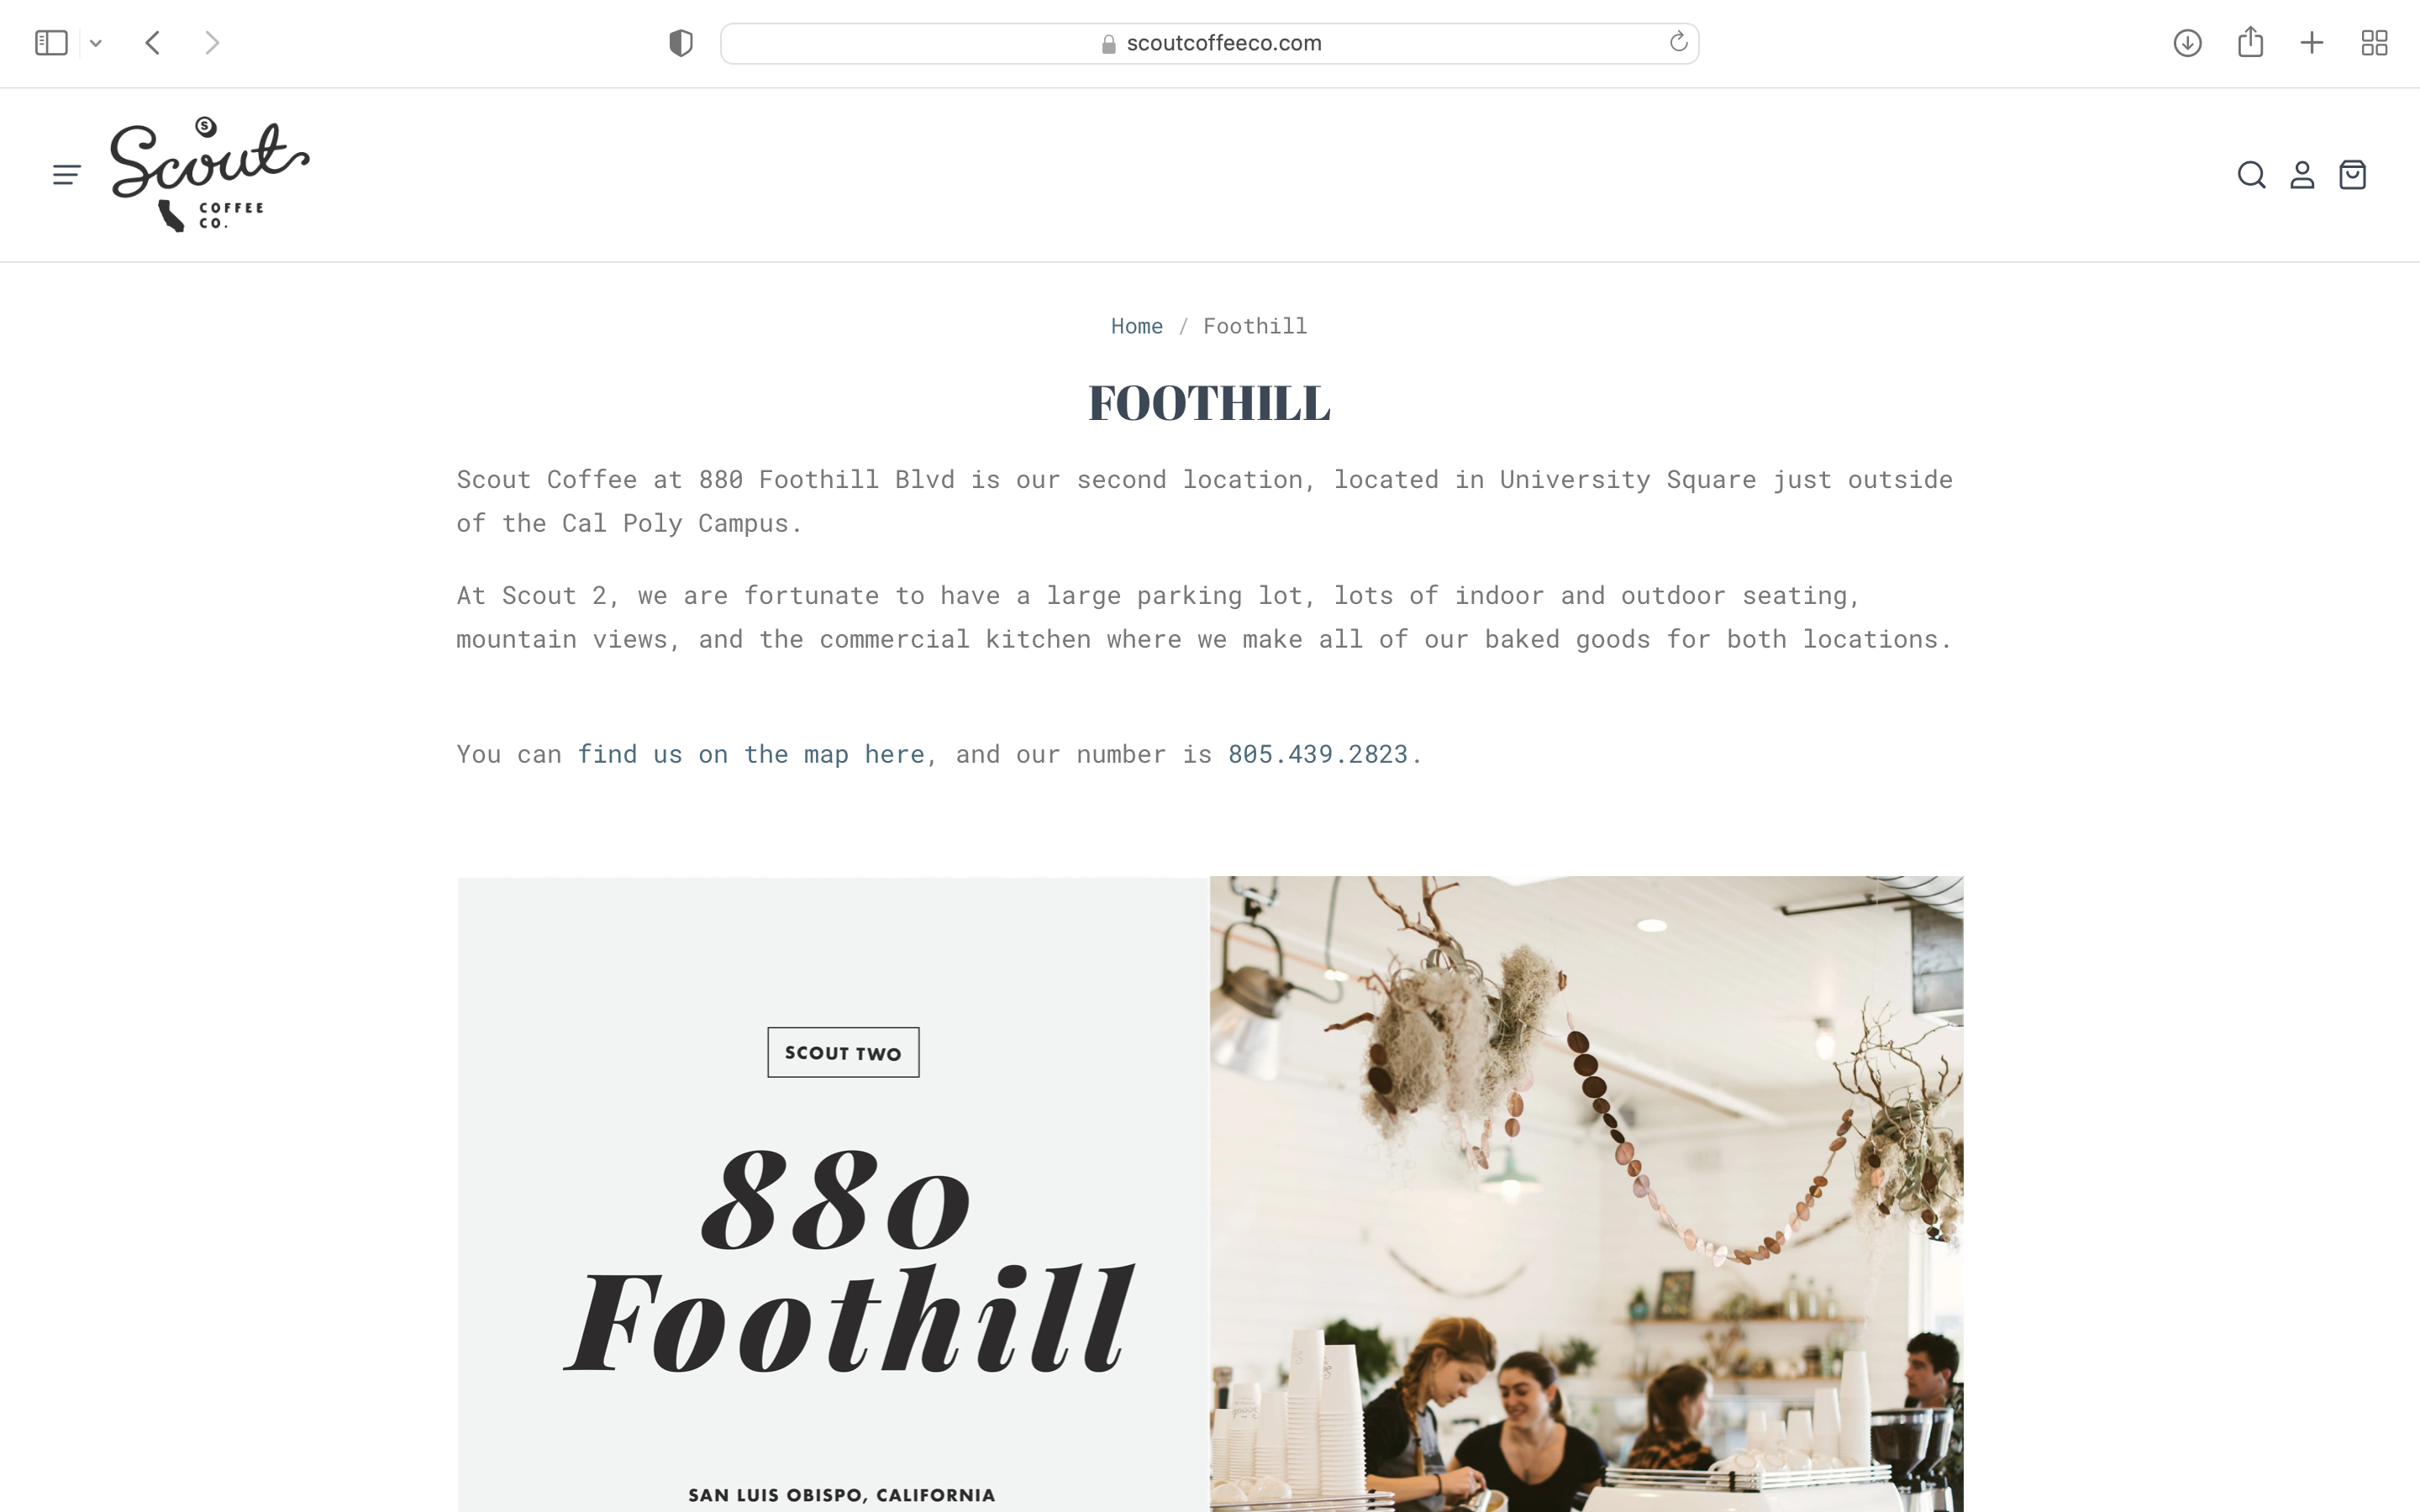 scoutcoffeeco.com
S
Scout
COFFEE
CO.
Home / Foothill
FOOTHILL
Scout Coffee at 880 Foothill Blvd is our second location, located in University Square just outside
of the Cal Poly Campus.
At Scout 2, we are fortunate to have a large parking lot, lots of indoor and outdoor seating,
mountain views, and the commercial kitchen where we make all of our baked goods for both locations.
You can find us on the map here, and our number is 805.439.2823.
SCOUT TWO
880
Foothill
SAN LUIS OBISPO, CALIFORNIA